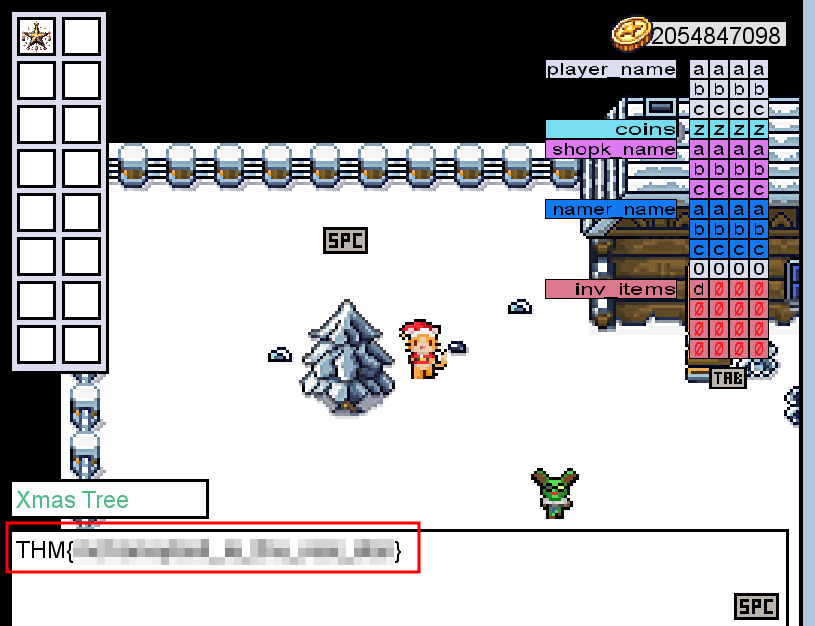 2054847098
player_name a a a a
b b b b
c c c c
coins z z z z
shopk_name a a a a
b b b b
c c c c
namer_name a a a a
b b b b
c c c c
0 0 0 0
inv_items d 0 0 0
0 0 0 0
0 0 0 0
0 0 0 0
SPC
TAB
Xmas Tree
THM{ }
SPC